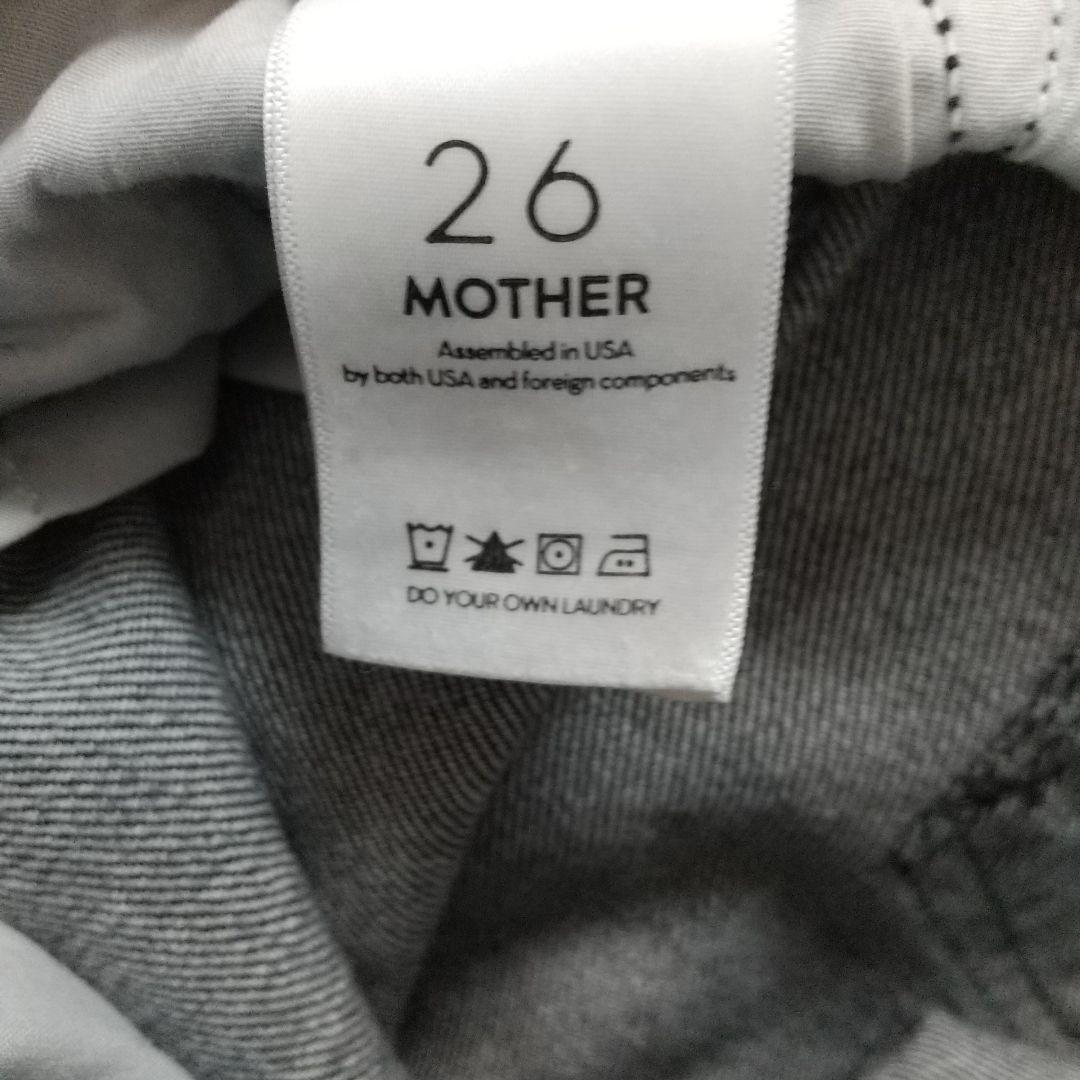 26
MOTHER
Assembled in USA
by both USA and foreign components
DO YOUR OWN LAUNDRY